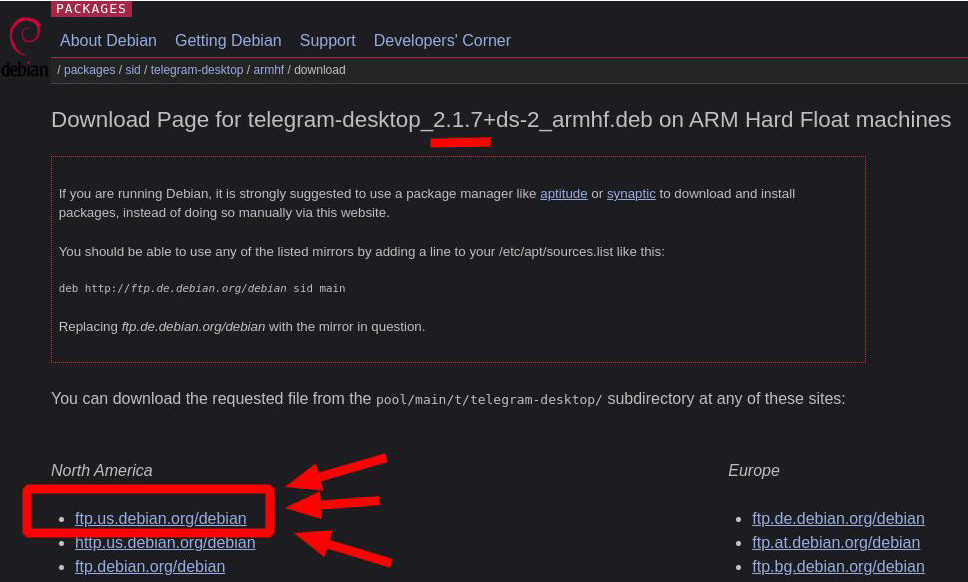 PACKAGES
debian
About Debian Getting Debian Support Developers' Corner
/ packages / sid / telegram-desktop / armhf / download
Download Page for telegram-desktop_2.1.7+ds-2_armhf.deb on ARM Hard Float machines
If you are running Debian, it is strongly suggested to use a package manager like aptitude or synaptic to download and install
packages, instead of doing so manually via this website.
You should be able to use any of the listed mirrors by adding a line to your /etc/apt/sources.list like this:
deb http://ftp.de.debian.org/debian sid main
Replacing ftp.de.debian.org/debian with the mirror in question.
You can download the requested file from the pool/main/t/telegram-desktop/ subdirectory at any of these sites:
North America
ftp.us.debian.org/debian
http.us.debian.org/debian
ftp.debian.org/debian
Europe
ftp.de.debian.org/debian
ftp.at.debian.org/debian
ftp.bg.debian.org/debian